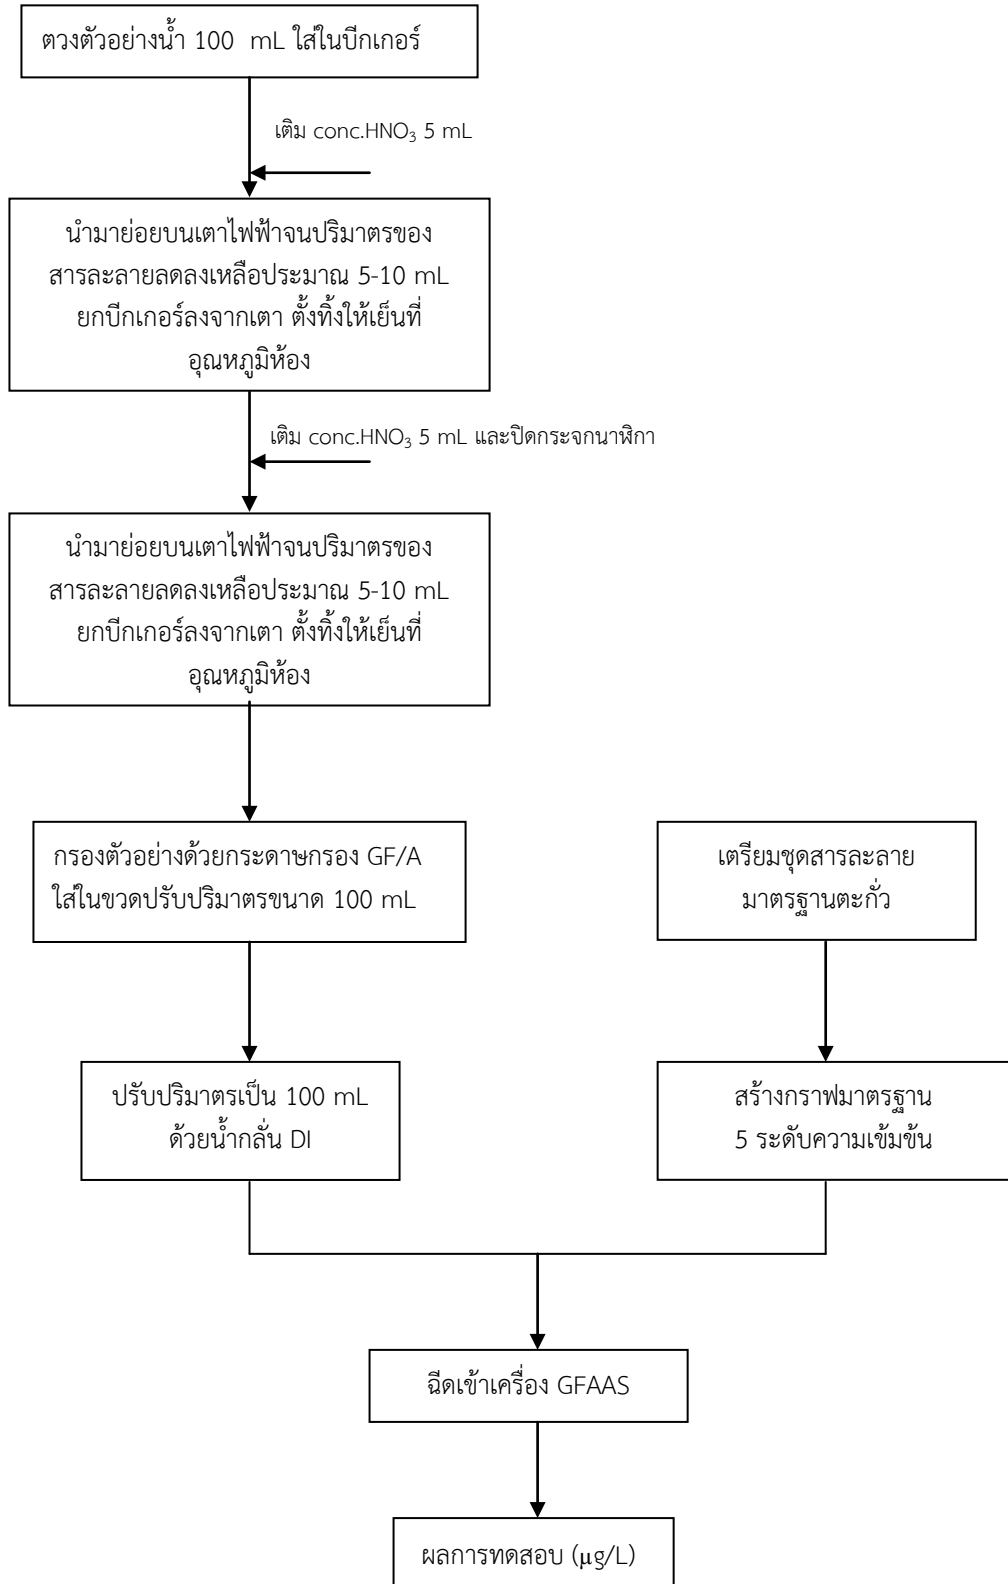 ตวงตัวอย่างน้ำ 100 mL ใส่ในบีกเกอร์
เติม conc.HNO₃ 5 mL
นำมาย่อยบนเตาไฟฟ้าจนปริมาตรของ
สารละลายลดลงเหลือประมาณ 5-10 mL
ยกบีกเกอร์ลงจากเตา ตั้งทิ้งให้เย็นที่
อุณหภูมิห้อง
เติม conc.HNO₃ 5 mL และปิดกระจกนาฬิกา
นำมาย่อยบนเตาไฟฟ้าจนปริมาตรของ
สารละลายลดลงเหลือประมาณ 5-10 mL
ยกบีกเกอร์ลงจากเตา ตั้งทิ้งให้เย็นที่
อุณหภูมิห้อง
กรองตัวอย่างด้วยกระดาษกรอง GF/A
ใส่ในขวดปรับปริมาตรขนาด 100 mL
เตรียมชุดสารละลาย
มาตรฐานตะกั่ว
ปรับปริมาตรเป็น 100 mL
ด้วยน้ำกลั่น DI
สร้างกราฟมาตรฐาน
5 ระดับความเข้มข้น
ฉีดเข้าเครื่อง GFAAS
ผลการทดสอบ (µg/L)